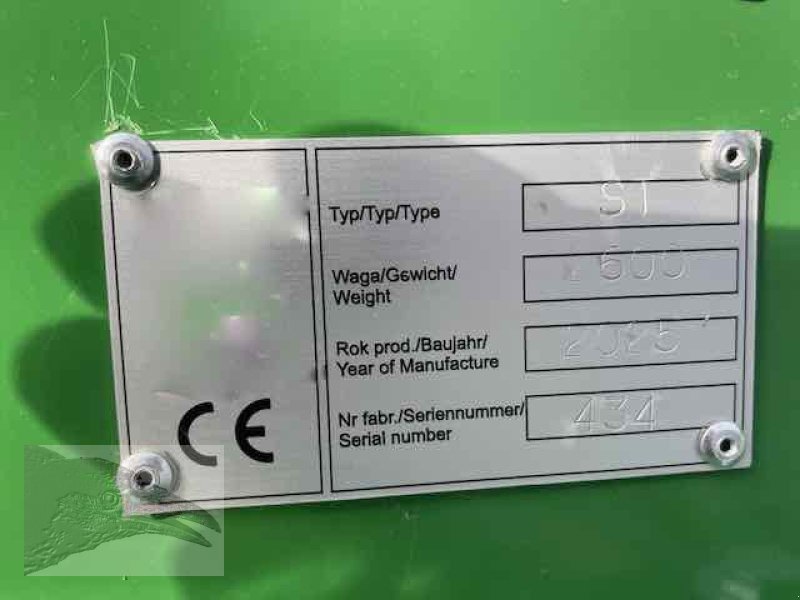 Typ/Typ/Type ST
Waga/Gewicht/
Weight
600
Rok prod./Baujahr/
Year of Manufacture
2025
Nr fabr./Seriennummer/
Serial number
434
CE